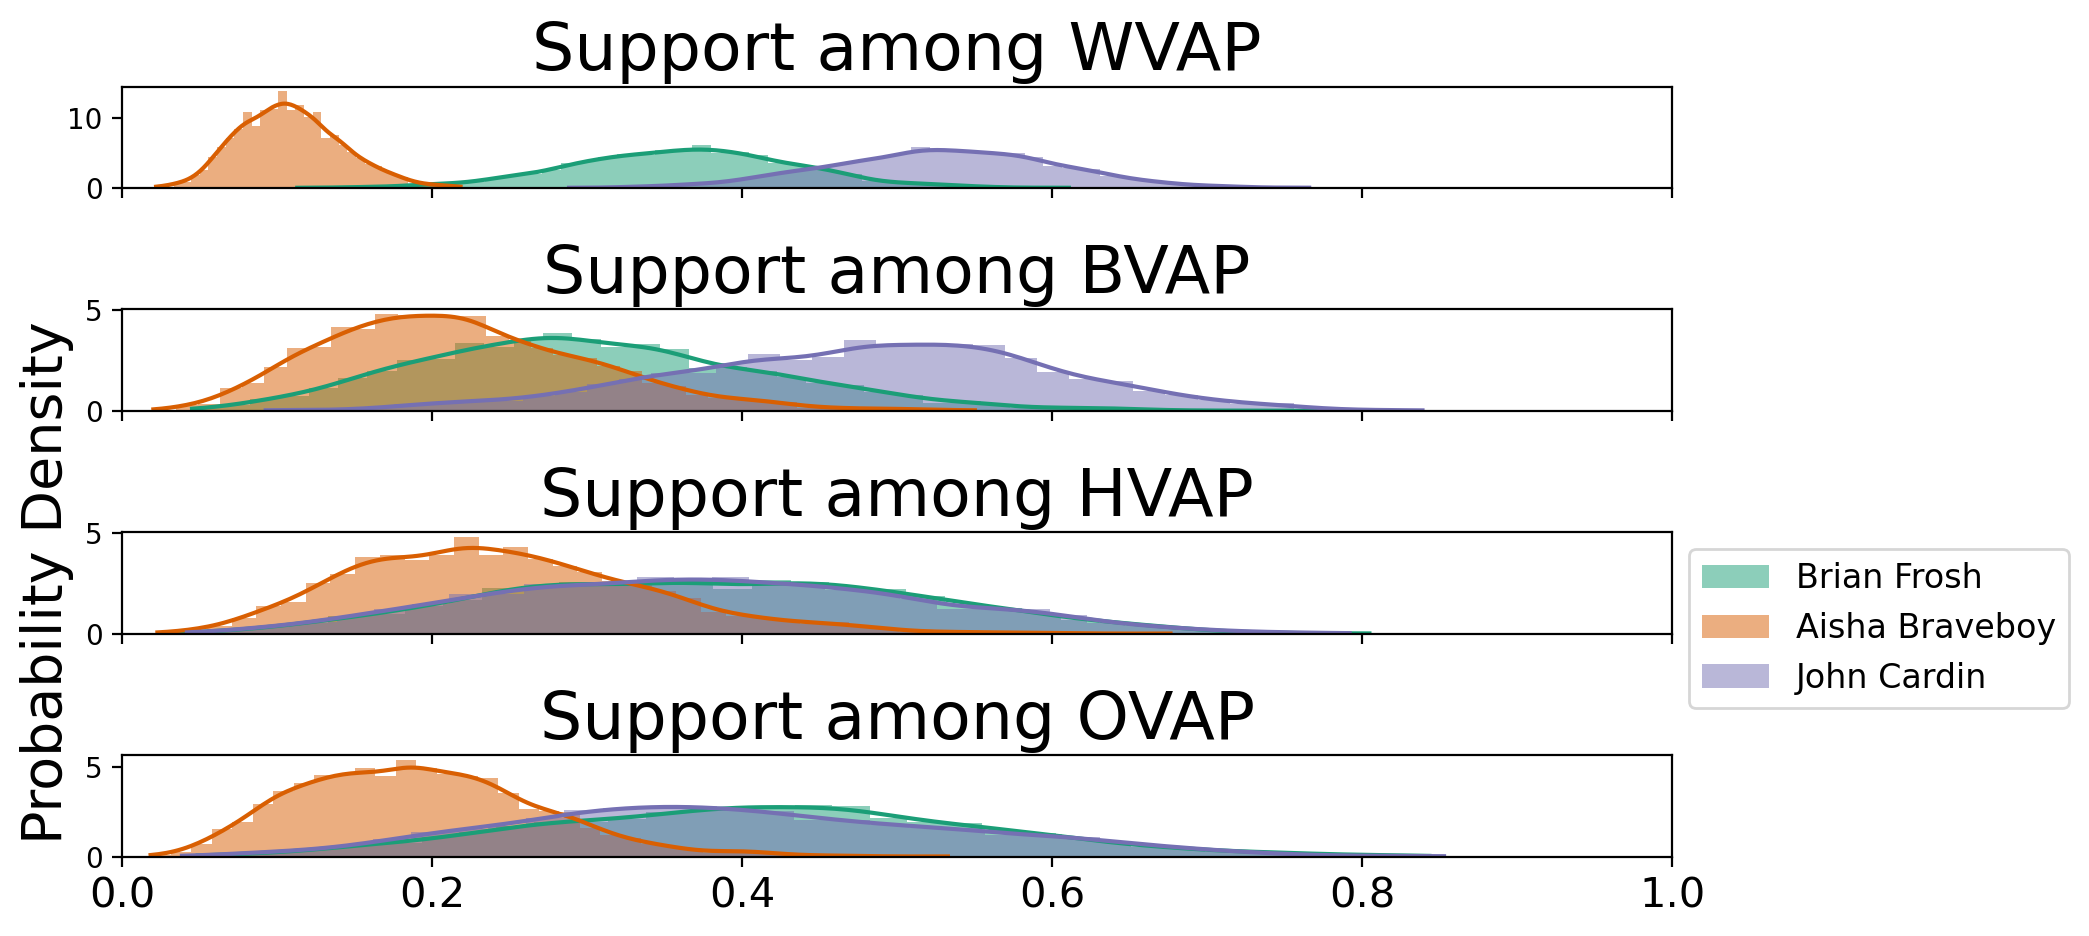 Support among WVAP
10
0
Support among BVAP
5
0
Support among HVAP
5
0
Support among OVAP
5
0
0.0 0.2 0.4 0.6 0.8 1.0
Probability Density
Brian Frosh
Aisha Braveboy
John Cardin